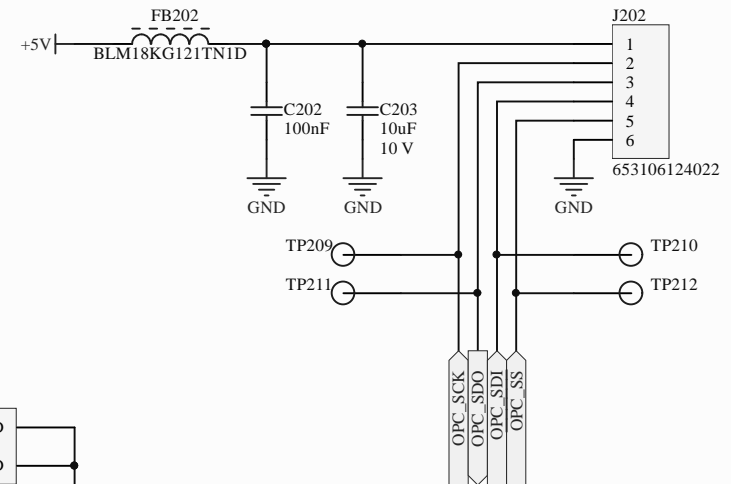 FB202
J202
+5V
BLM18KG121TN1D
1
2
3
4
5
6
C202
100nF
C203
10uF
10 V
653106124022
GND
GND
GND
TP209
TP210
TP211
TP212
OPC_SCK
OPC_SDO
OPC_SDI
OPC_SS